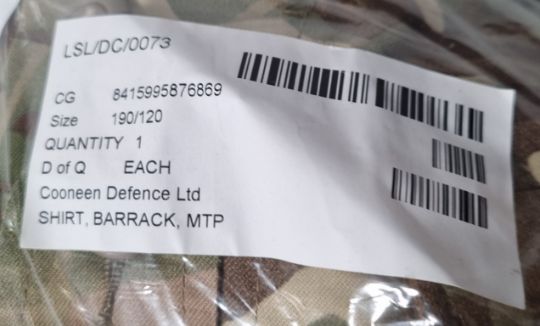 LSL/DC/0073
CG 8415995876869
Size 190/120
QUANTITY 1
D of Q EACH
Cooneen Defence Ltd
SHIRT, BARRACK, MTP